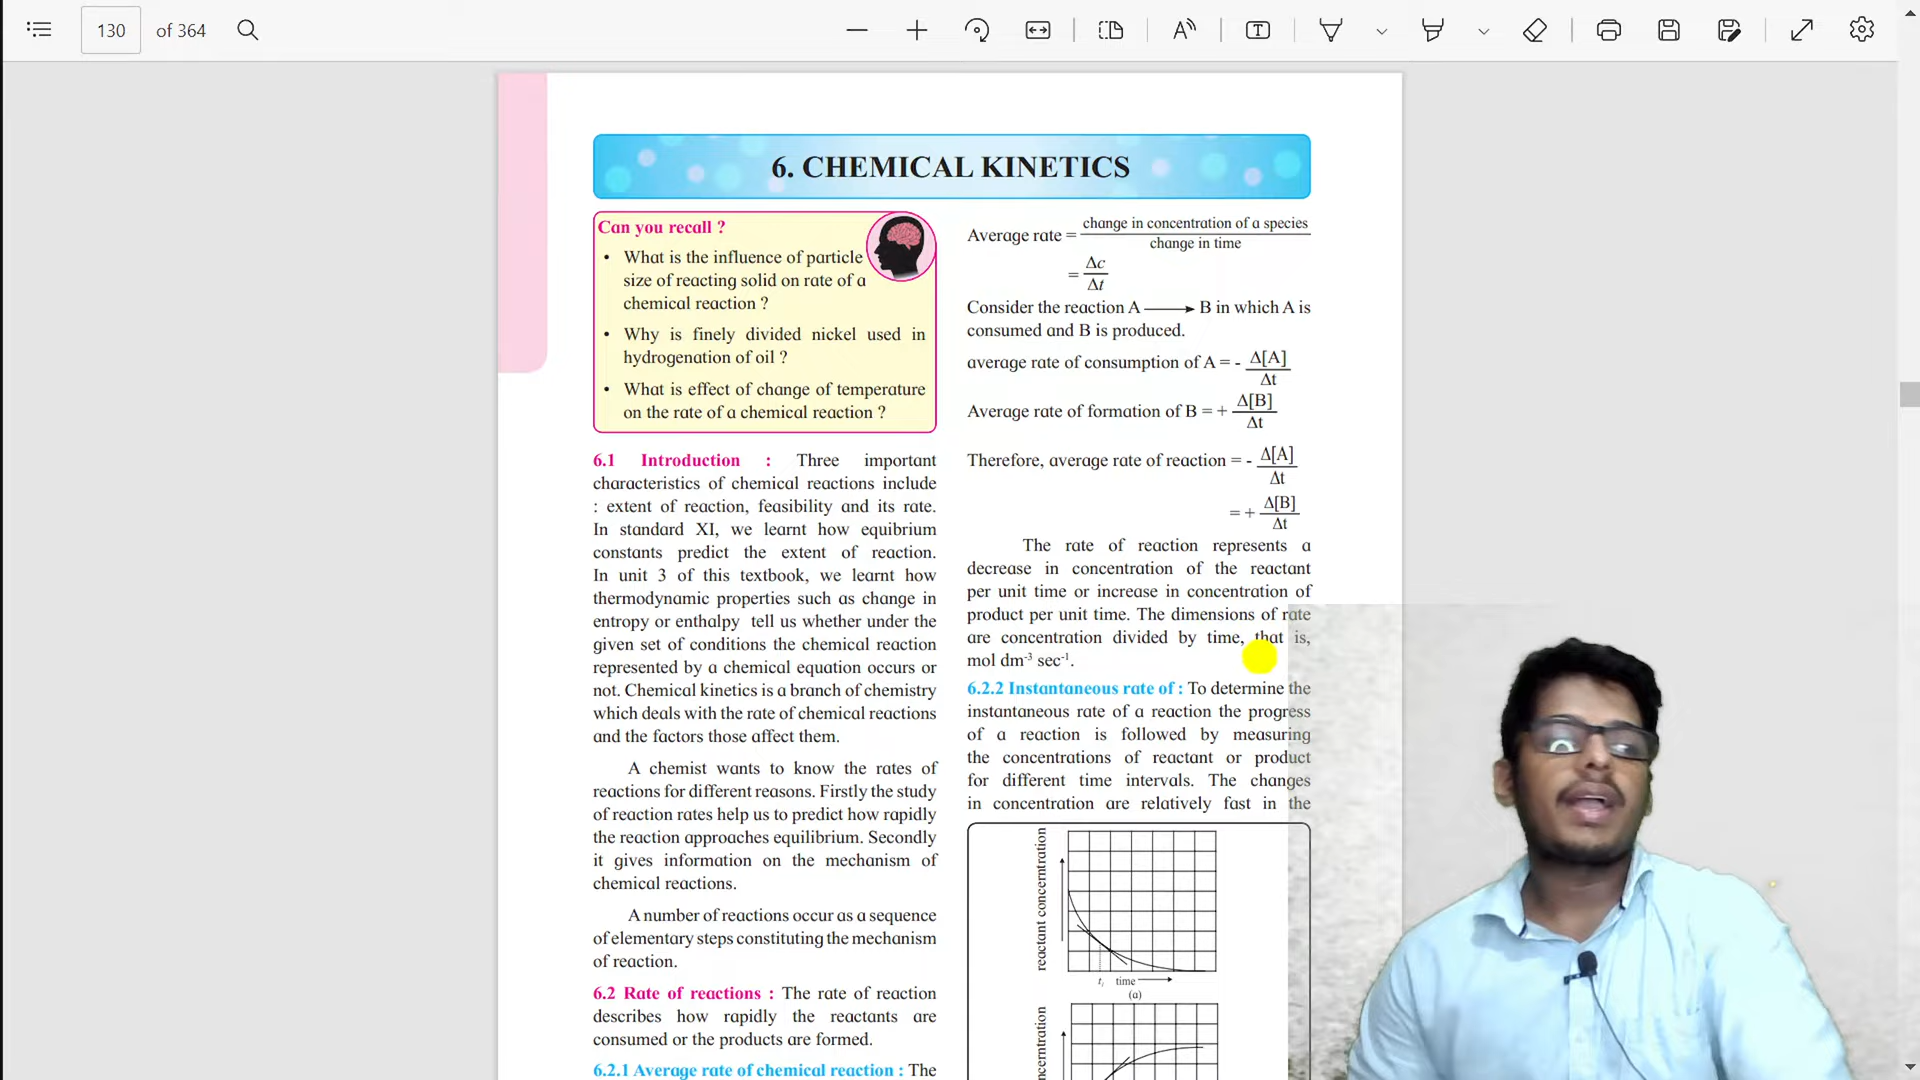 130 of 364
6. CHEMICAL KINETICS
Can you recall ?
• What is the influence of particle
size of reacting solid on rate of a
chemical reaction ?
• Why is finely divided nickel used in
hydrogenation of oil ?
• What is effect of change of temperature
on the rate of a chemical reaction ?
6.1 Introduction : Three important
characteristics of chemical reactions include
: extent of reaction, feasibility and its rate.
In standard XI, we learnt how equibrium
constants predict the extent of reaction.
In unit 3 of this textbook, we learnt how
thermodynamic properties such as change in
entropy or enthalpy tell us whether under the
given set of conditions the chemical reaction
represented by a chemical equation occurs or
not. Chemical kinetics is a branch of chemistry
which deals with the rate of chemical reactions
and the factors those affect them.
A chemist wants to know the rates of
reactions for different reasons. Firstly the study
of reaction rates help us to predict how rapidly
the reaction approaches equilibrium. Secondly
it gives information on the mechanism of
chemical reactions.
A number of reactions occur as a sequence
of elementary steps constituting the mechanism
of reaction.
6.2 Rate of reactions : The rate of reaction
describes how rapidly the reactants are
consumed or the products are formed.
6.2.1 Average rate of chemical reaction : The
Average rate = change in concentration of a species
change in time
= Δc
Δt
Consider the reaction A ⟶ B in which A is
consumed and B is produced.
average rate of consumption of A = - Δ[A]
Δt
Average rate of formation of B = + Δ[B]
Δt
Therefore, average rate of reaction = - Δ[A]
Δt
= + Δ[B]
Δt
The rate of reaction represents a
decrease in concentration of the reactant
per unit time or increase in concentration of
product per unit time. The dimensions of rate
are concentration divided by time, that is,
mol dm⁻³ sec⁻¹.
6.2.2 Instantaneous rate of : To determine the
instantaneous rate of a reaction the progress
of a reaction is followed by measuring
the concentrations of reactant or product
for different time intervals. The changes
in concentration are relatively fast in the
reactant concerntration
t
time
(a)